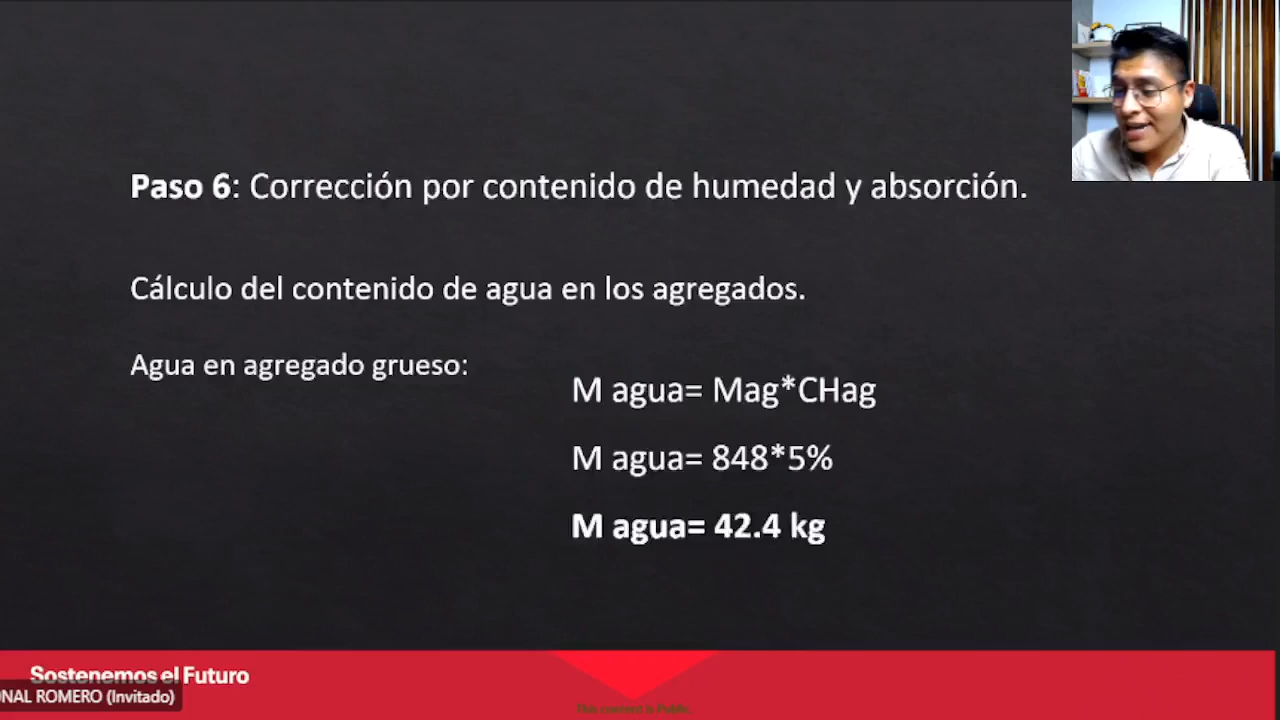 Paso 6: Corrección por contenido de humedad y absorción.
Cálculo del contenido de agua en los agregados.
Agua en agregado grueso:
M agua= Mag*CHag
M agua= 848*5%
M agua= 42.4 kg
Sostenemos el Futuro
ONAL ROMERO (Invitado)
This content is Public.